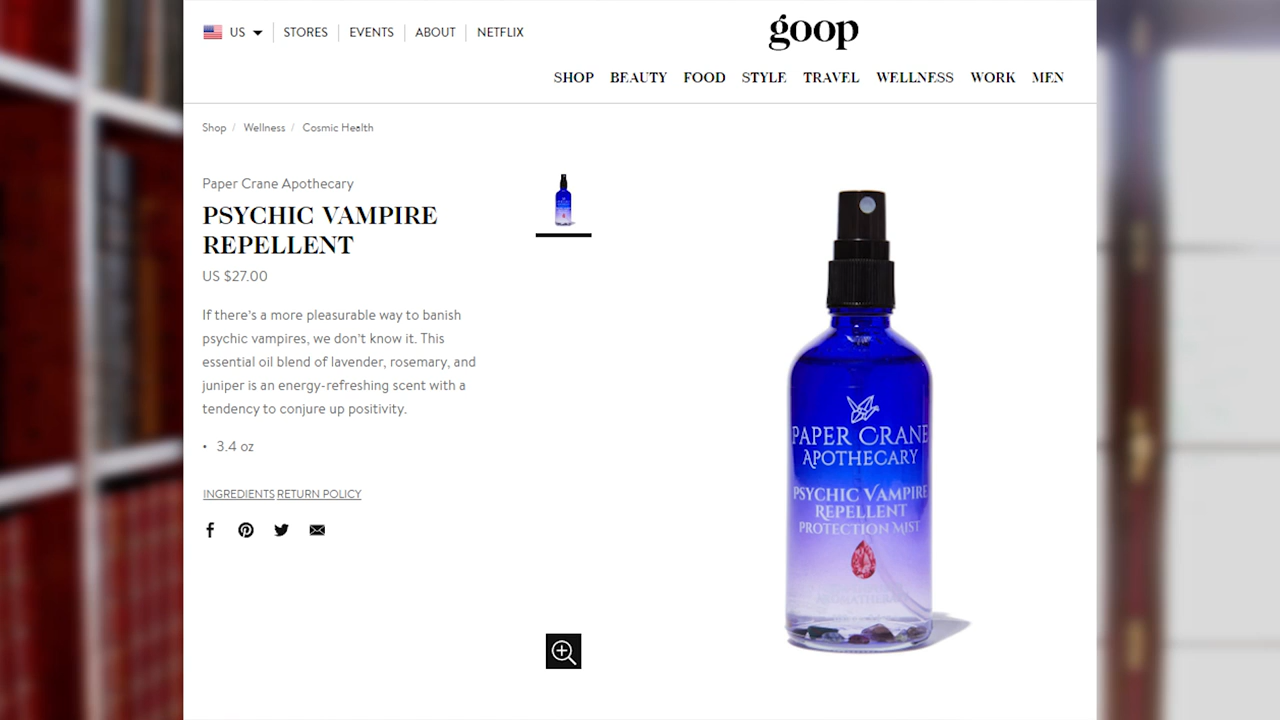 US
STORES
EVENTS
ABOUT
NETFLIX
goop
SHOP
BEAUTY
FOOD
STYLE
TRAVEL
WELLNESS
WORK
MEN
Shop / Wellness / Cosmic Health
Paper Crane Apothecary
PSYCHIC VAMPIRE
REPELLENT
US $27.00
If there's a more pleasurable way to banish
psychic vampires, we don't know it. This
essential oil blend of lavender, rosemary, and
juniper is an energy-refreshing scent with a
tendency to conjure up positivity.
• 3.4 oz
INGREDIENTS RETURN POLICY
PAPER CRANE
APOTHECARY
PSYCHIC VAMPIRE
REPELLENT
PROTECTION MIST